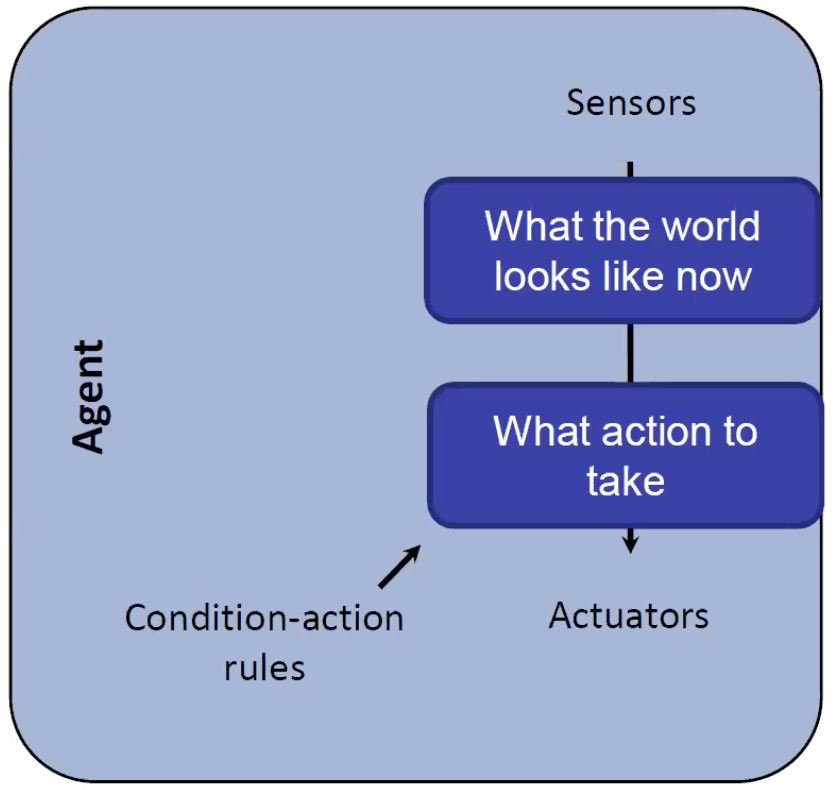 Sensors
What the world
looks like now
Agent
What action to
take
Condition-action
rules
Actuators